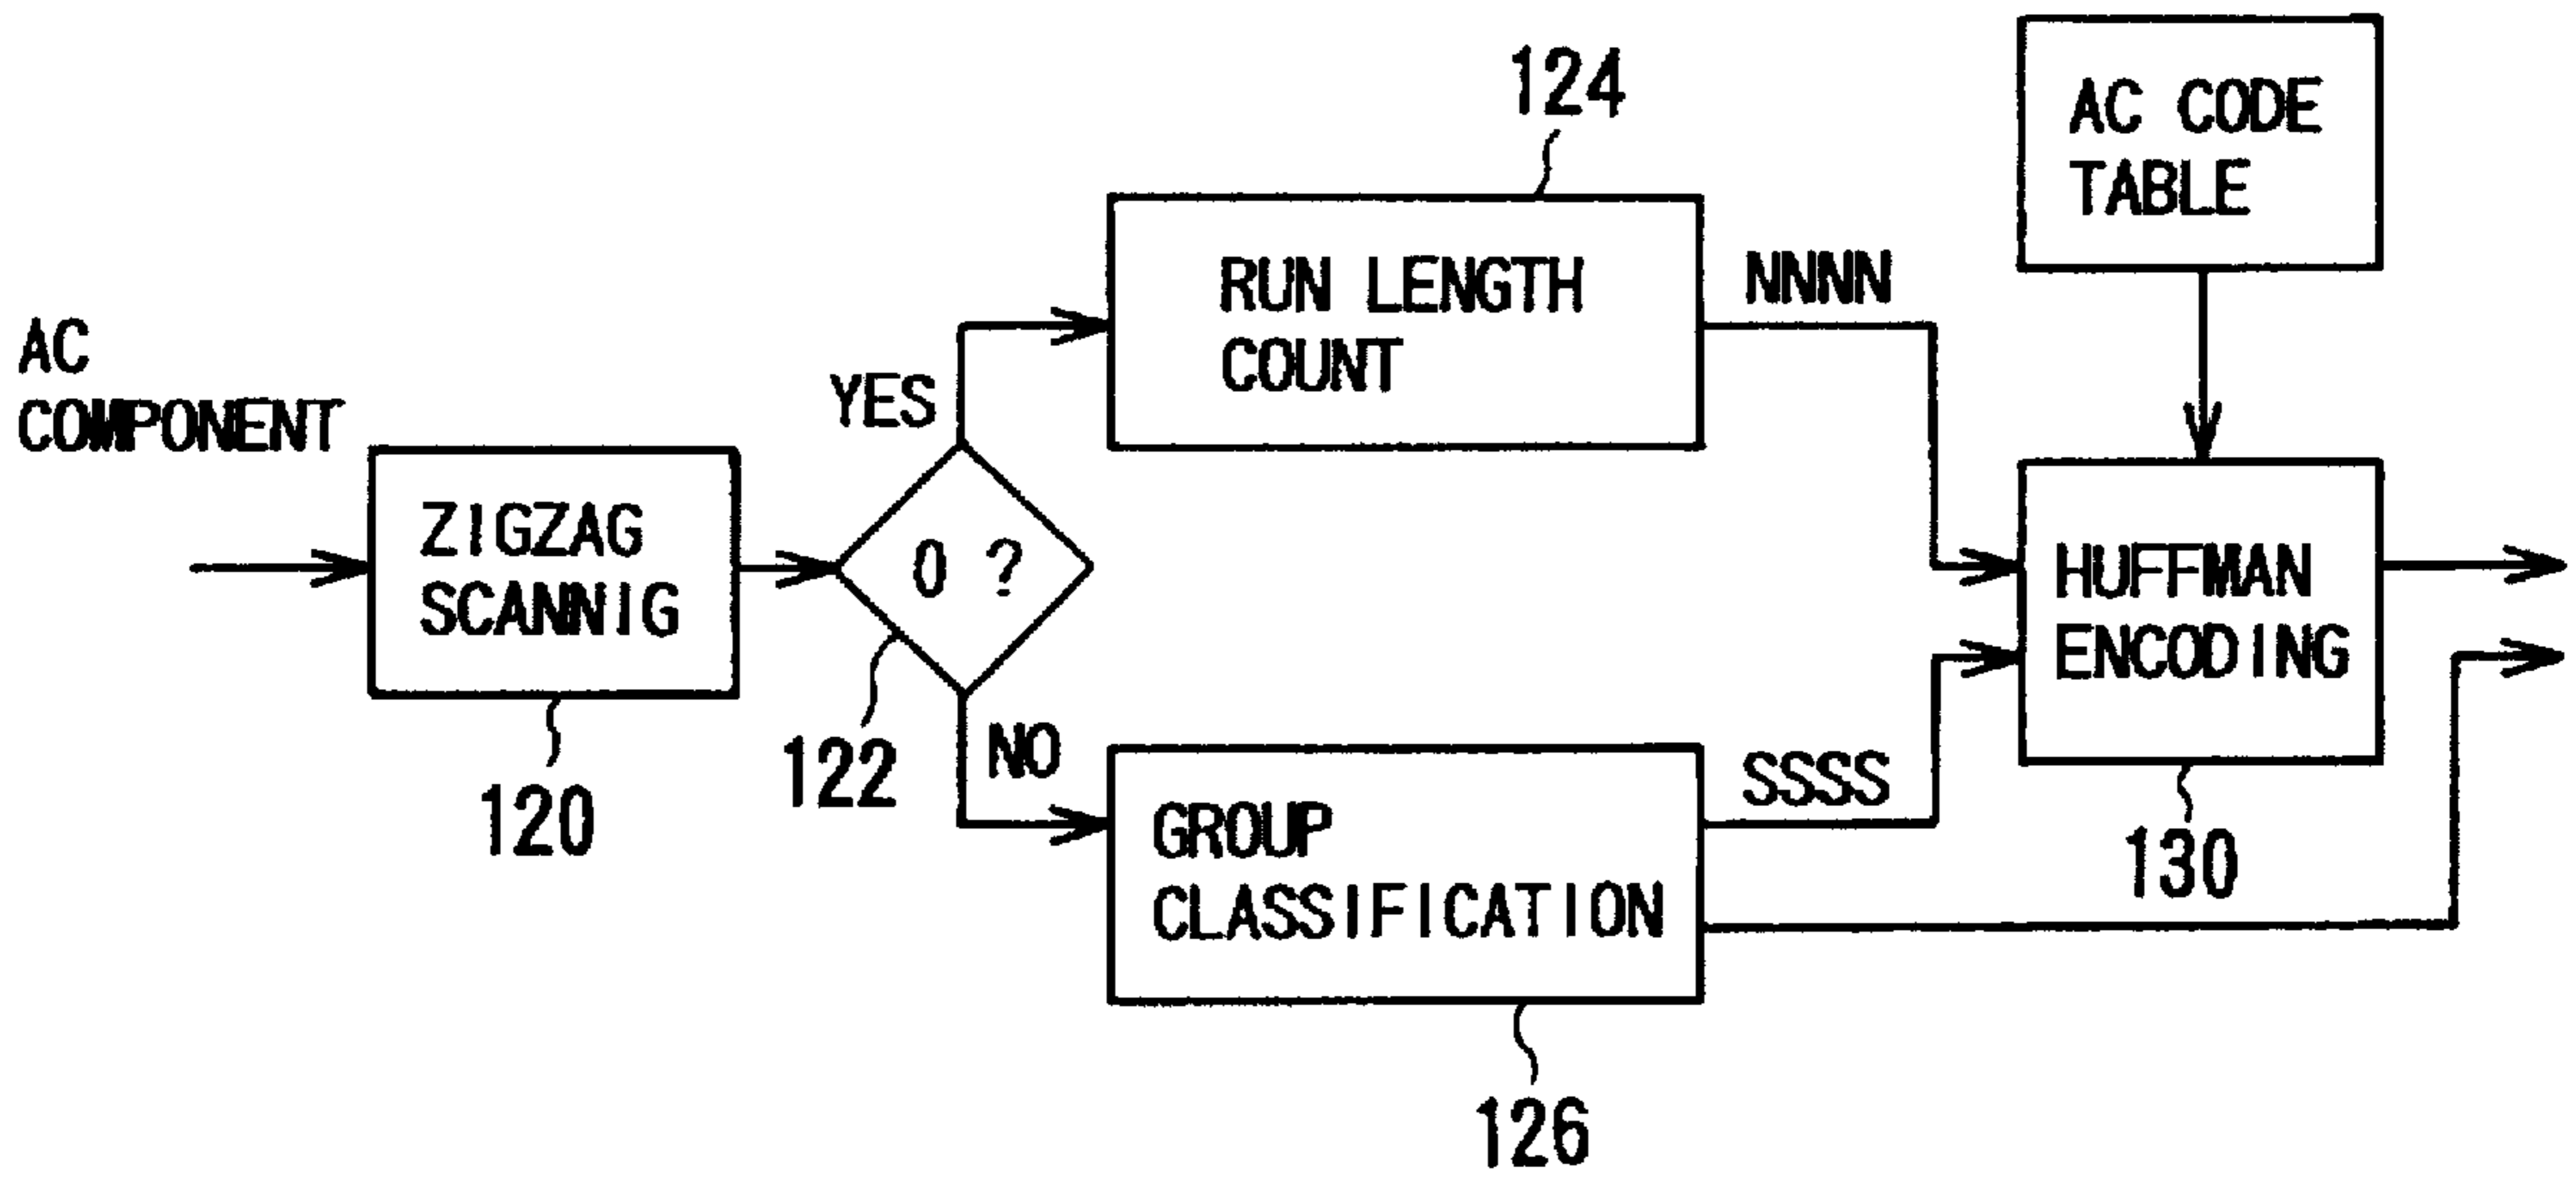 AC
COMPONENT
ZIGZAG
SCANNIG
120
0 ?
122
YES
NO
124
RUN LENGTH
COUNT
NNNN
GROUP
CLASSIFICATION
126
SSSS
AC CODE
TABLE
HUFFMAN
ENCODING
130